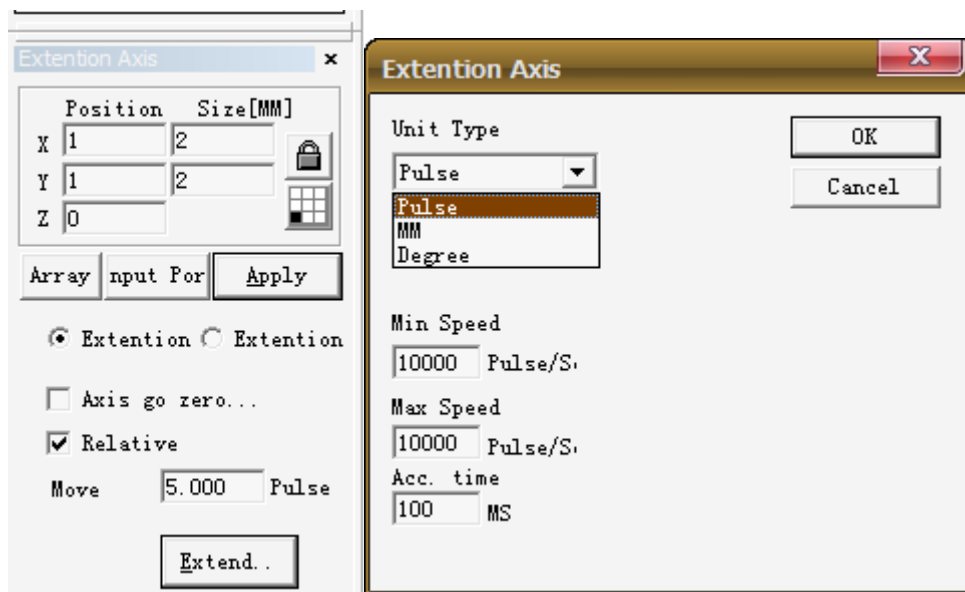 Extention Axis
Position Size[MM]
X 1 2
Y 1 2
Z 0
Array nput Por Apply
Extention Extention
Axis go zero...
Relative
Move 5.000 Pulse
Extend..
Extention Axis
Unit Type
Pulse
Pulse
MM
Degree
OK
Cancel
Min Speed
10000 Pulse/S
Max Speed
10000 Pulse/S
Acc. time
100 MS